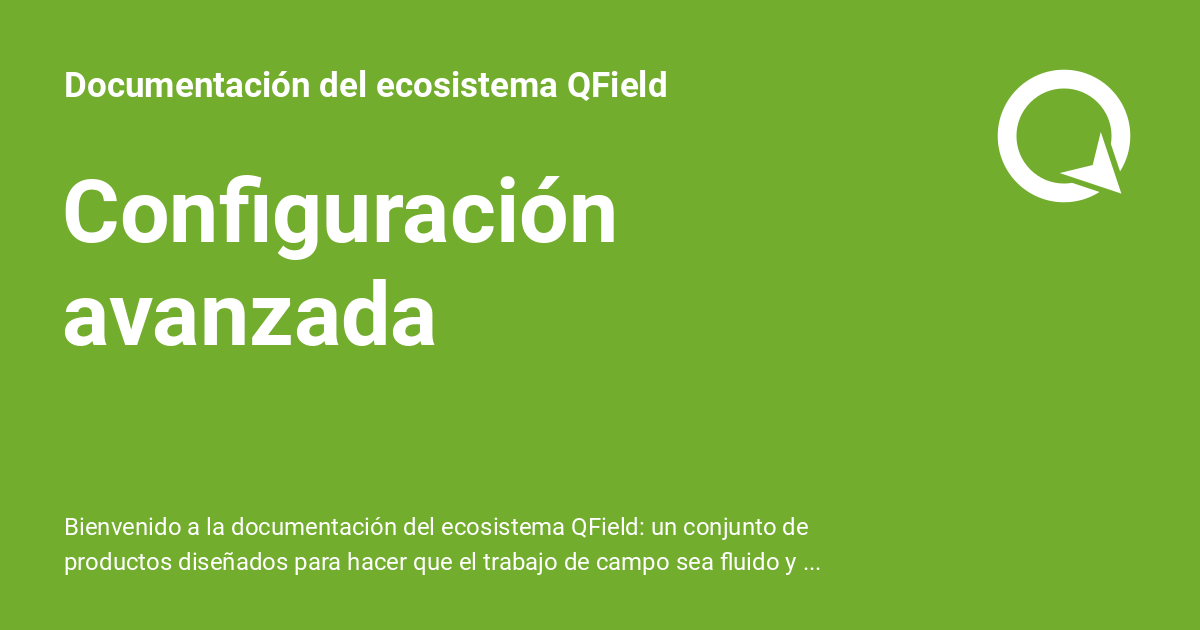 Documentación del ecosistema QField
Configuración
avanzada
Bienvenido a la documentación del ecosistema QField: un conjunto de
productos diseñados para hacer que el trabajo de campo sea fluido y ...